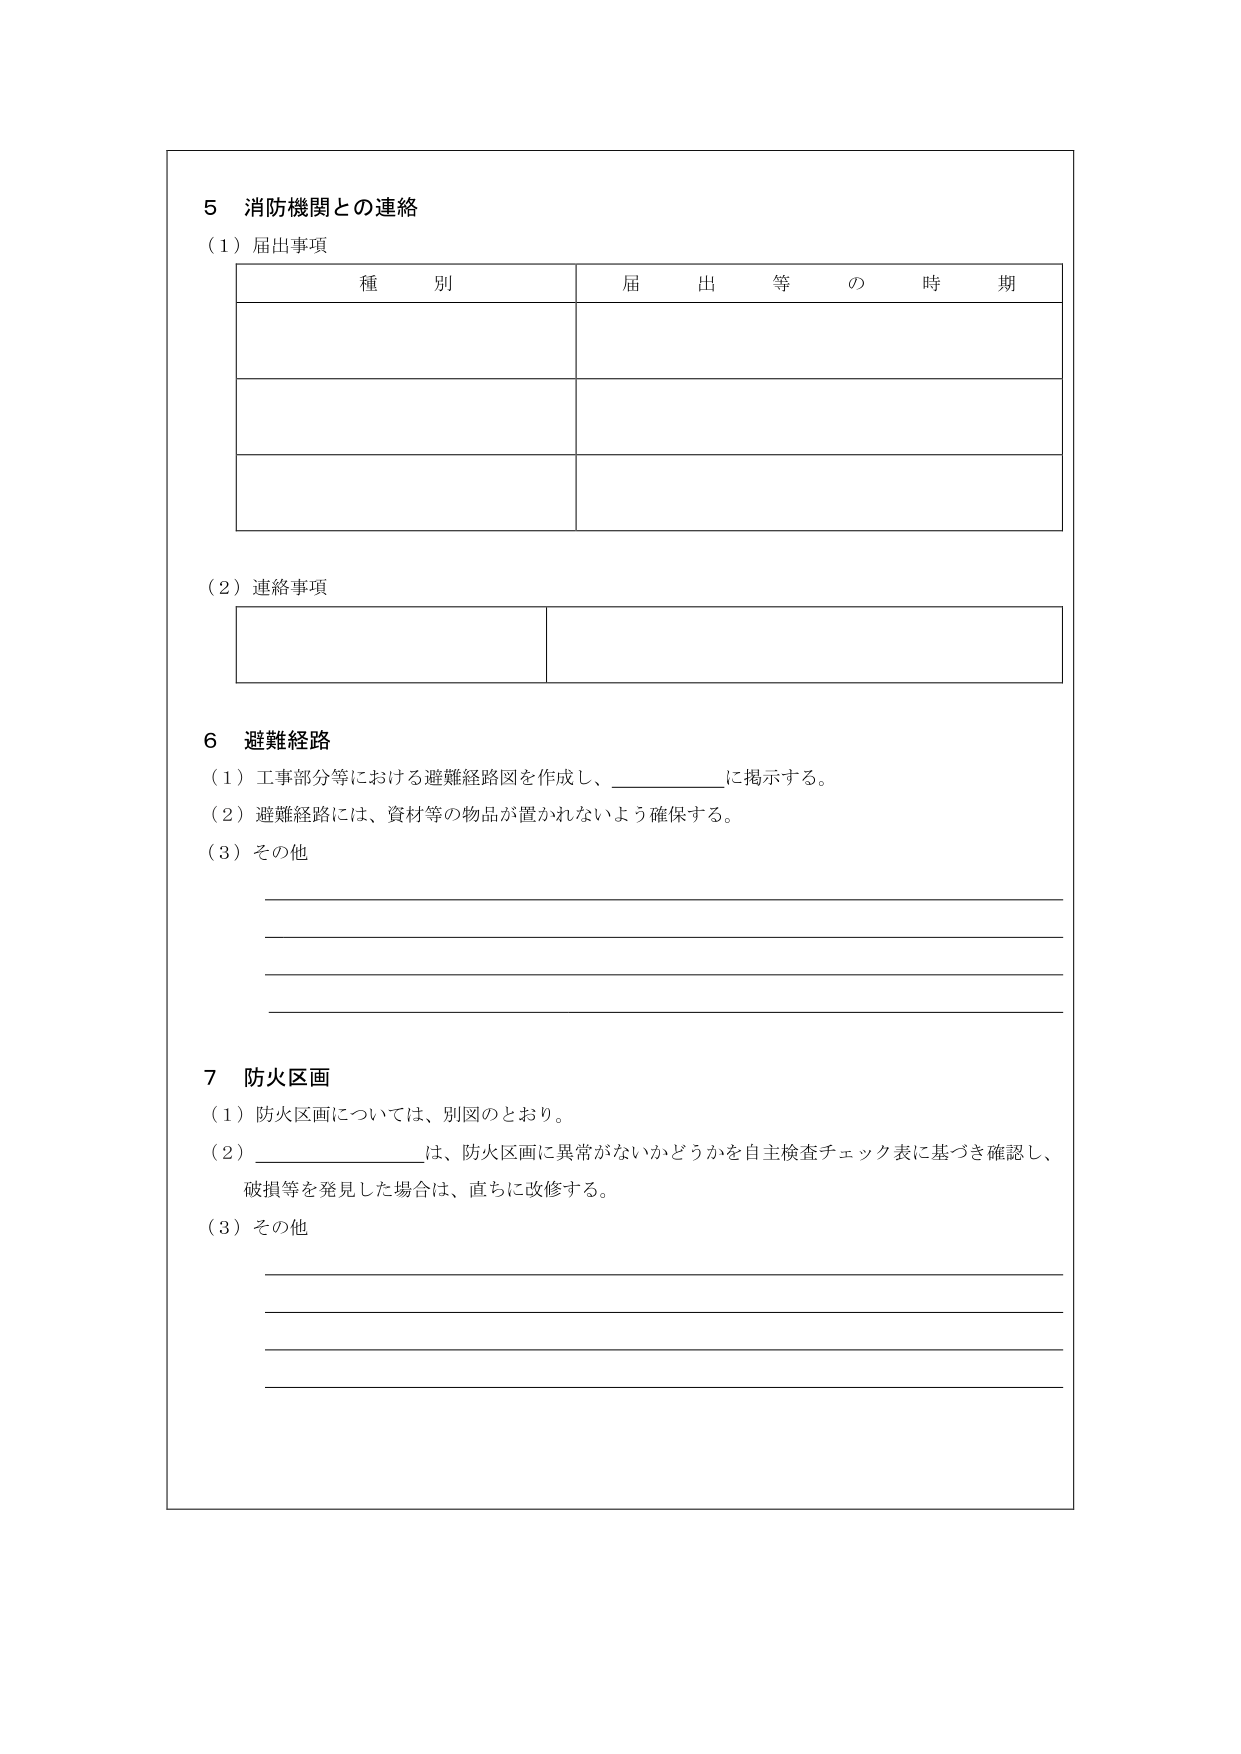 ５　消防機関との連絡
（１）届出事項
種　　　別
届　　　出　　　等　　　の　　　時　　　期
（２）連絡事項
６　避難経路
（１）工事部分等における避難経路図を作成し、＿＿＿＿＿＿に掲示する。
（２）避難経路には、資材等の物品が置かれないよう確保する。
（３）その他
７　防火区画
（１）防火区画については、別図のとおり。
（２）＿＿＿＿＿＿＿＿＿は、防火区画に異常がないかどうかを自主検査チェック表に基づき確認し、
破損等を発見した場合は、直ちに改修する。
（３）その他